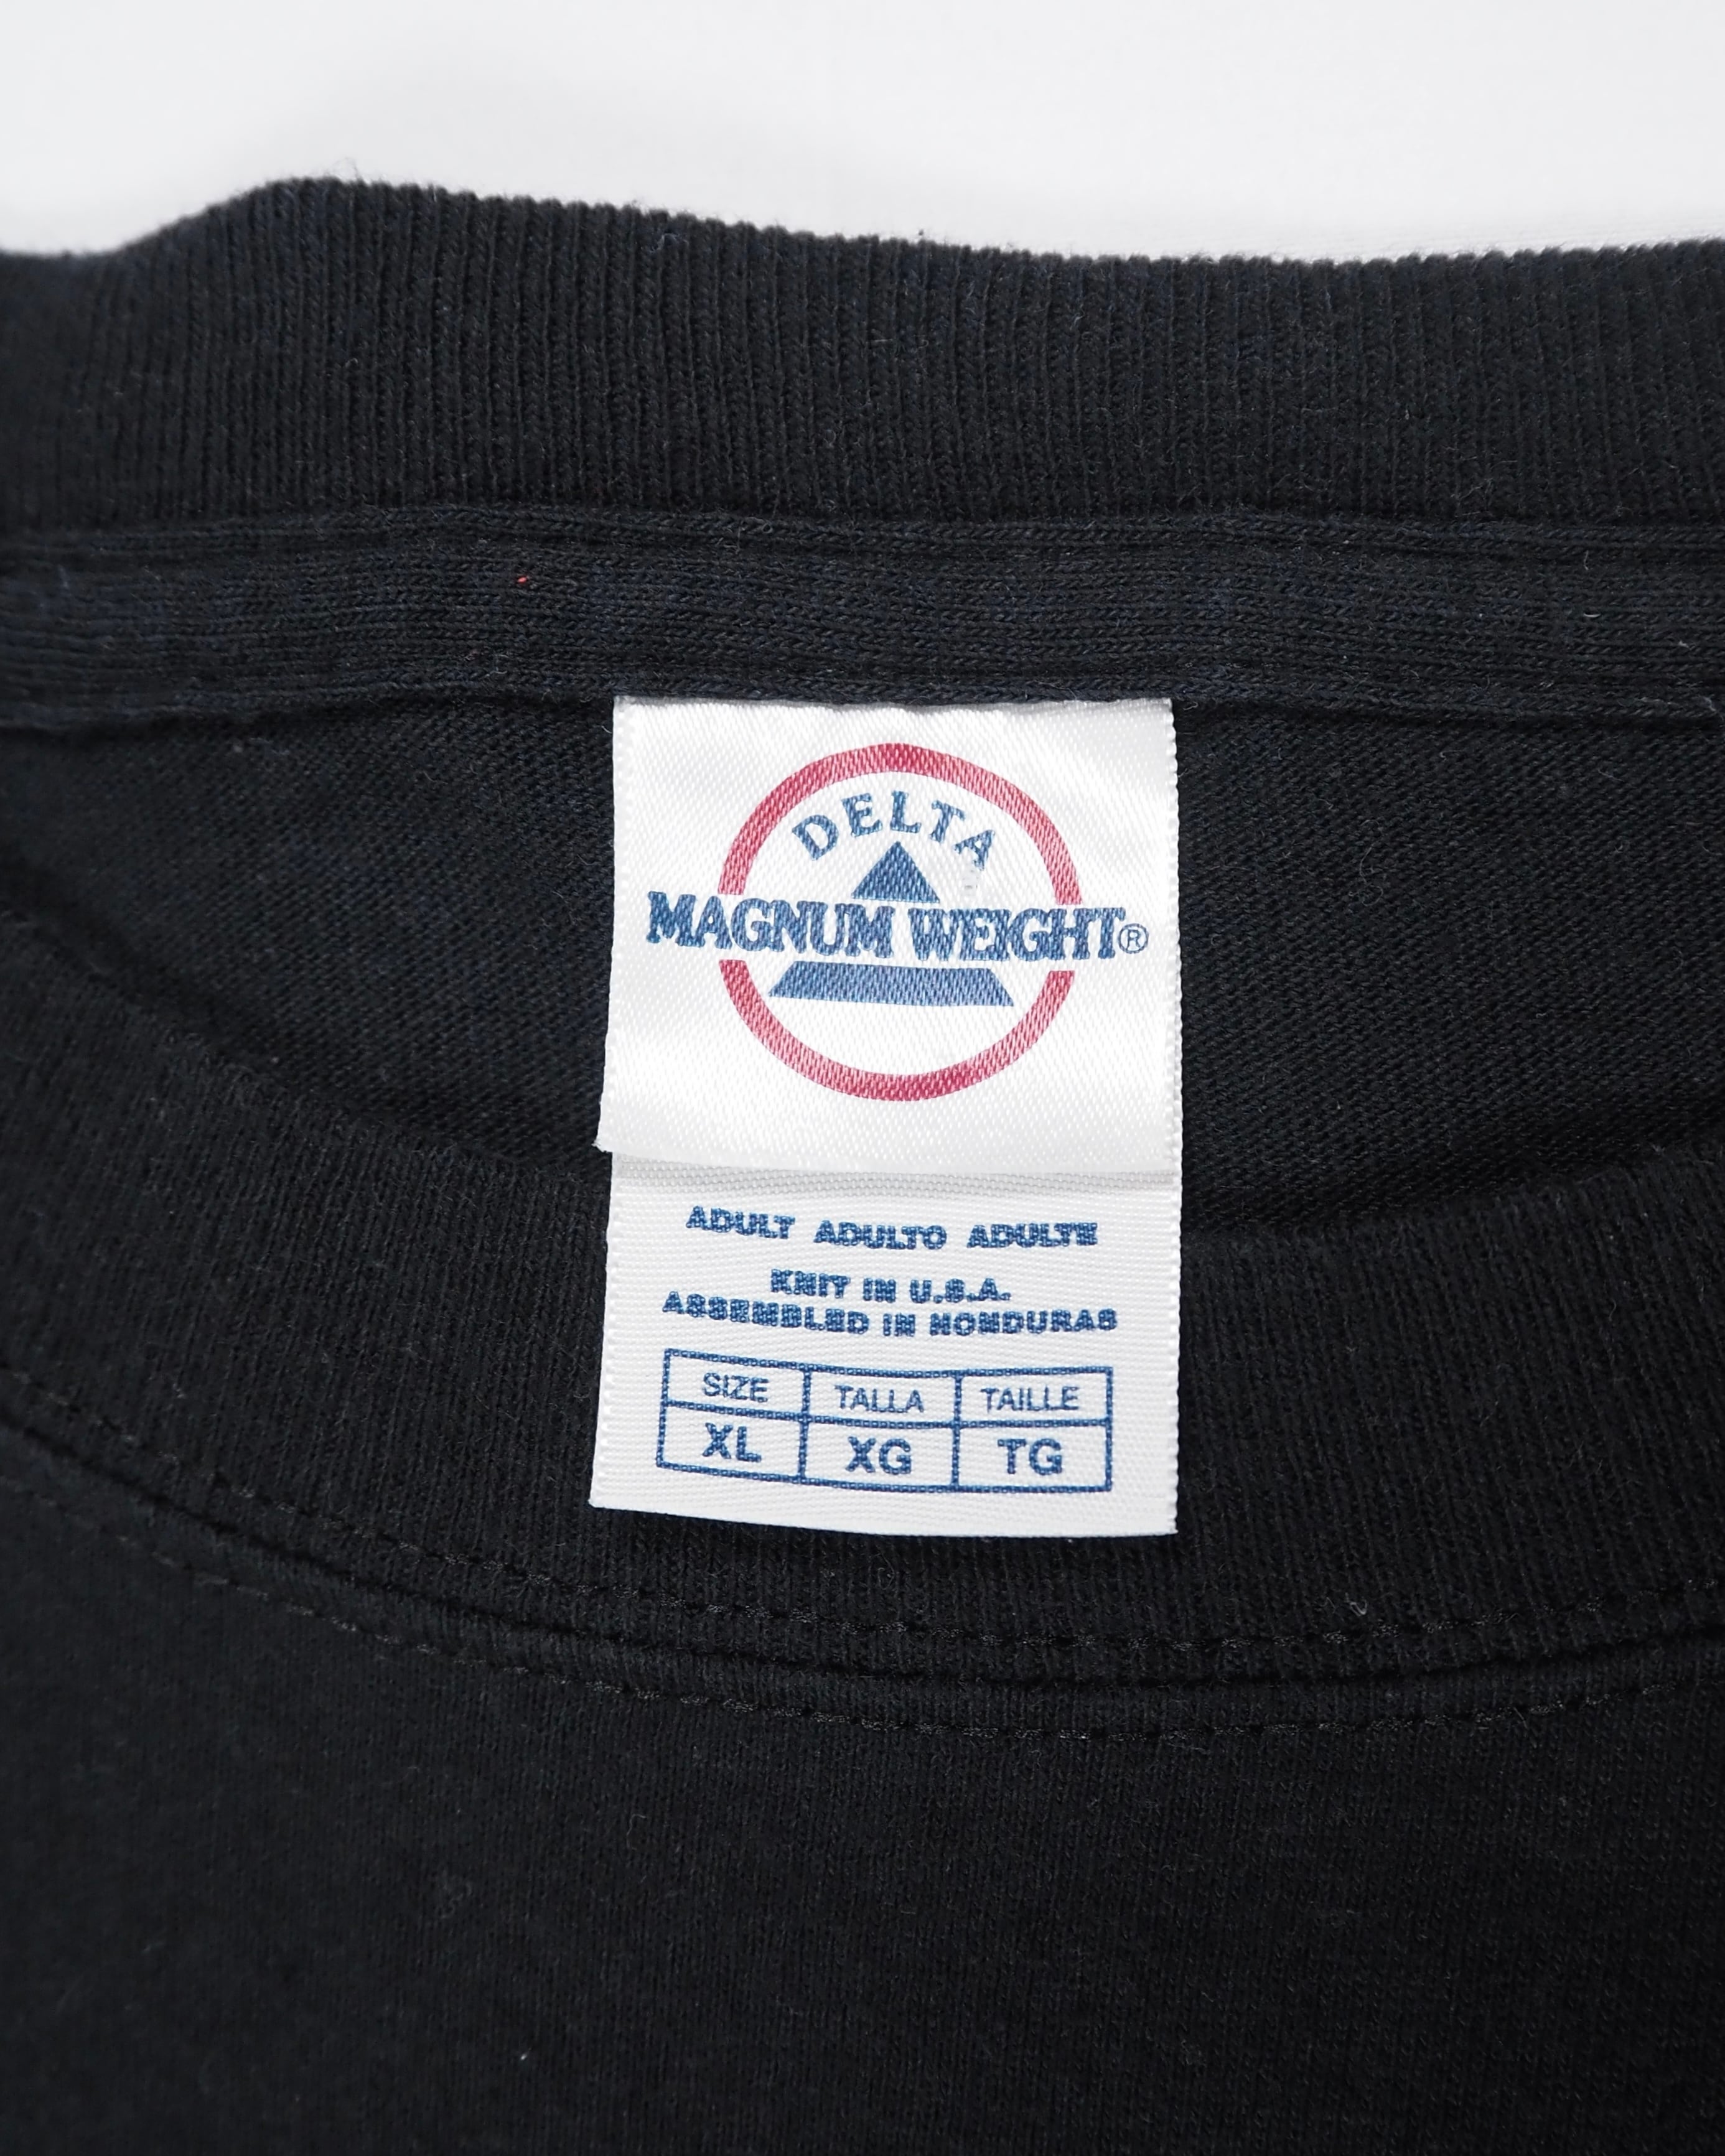 DELTA
MAGNUM WEIGHT®
ADULT ADULTO ADULTE
KNIT IN U.S.A.
ASSEMBLED IN HONDURAS
SIZE TALLA TAILLE
XL XG TG